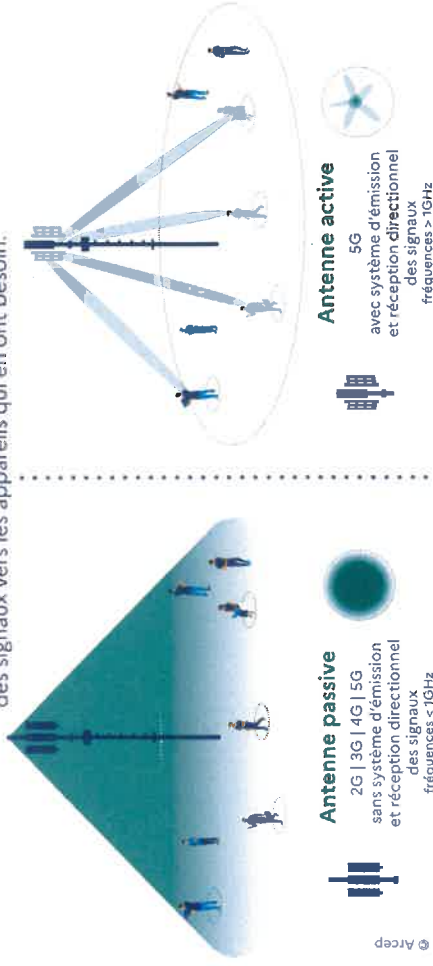 des signaux vers les appareils qui en ont besoin.
Antenne passive
2G | 3G | 4G | 5G
sans système d'émission
et réception directionnel
des signaux
fréquences < 1GHz
Antenne active
5G
avec système d'émission
et réception directionnel
des signaux
fréquences > 1GHz
© Arcep